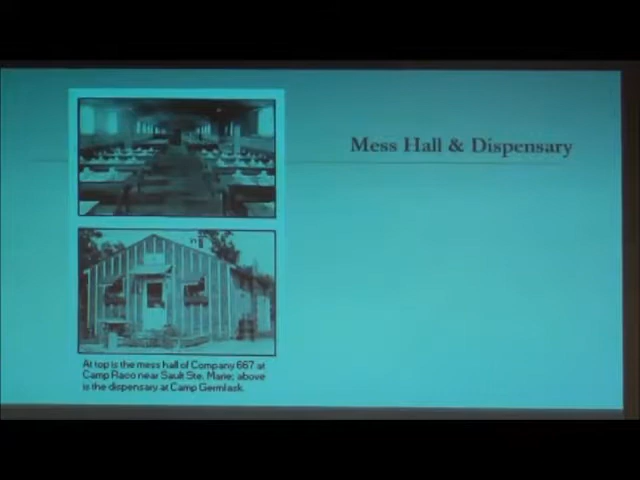 Mess Hall & Dispensary
At top is the mess hall of Company 667 at
Camp Raco near Sault Ste. Marie; above
is the dispensary at Camp Germfask.